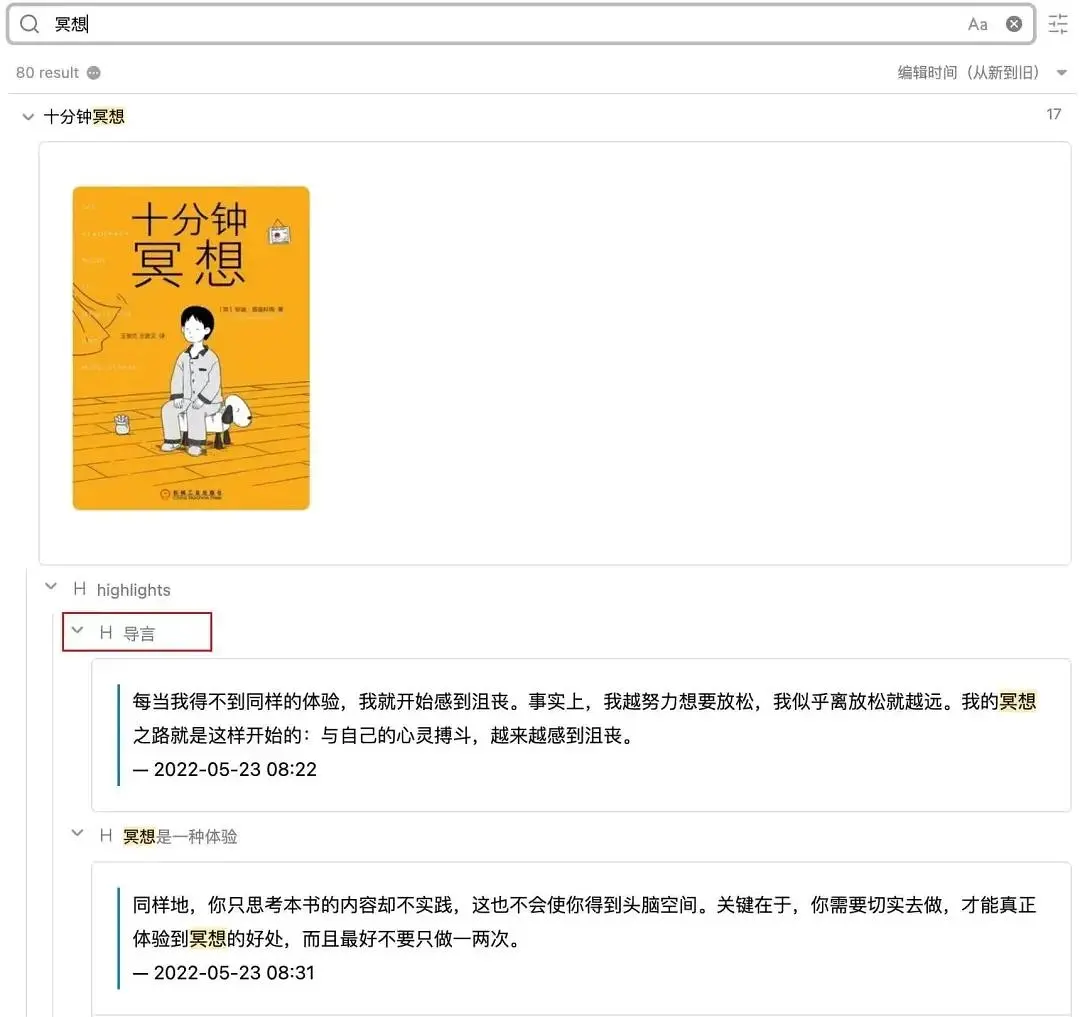 冥想
Aa
80 result
编辑时间（从新到旧）
十分钟冥想
17
十分钟
冥想
机械工业出版社
H highlights
H 导言
每当我得不到同样的体验，我就开始感到沮丧。事实上，我越努力想要放松，我似乎离放松就越远。我的冥想
之路就是这样开始的：与自己的心灵搏斗，越来越感到沮丧。
— 2022-05-23 08:22
H 冥想是一种体验
同样地，你只思考本书的内容却不实践，这也不会使你得到头脑空间。关键在于，你需要切实去做，才能真正
体验到冥想的好处，而且最好不要只做一两次。
— 2022-05-23 08:31